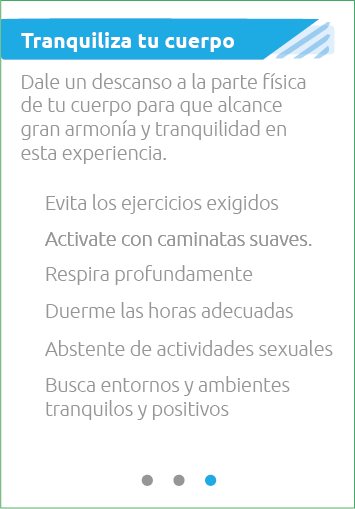 Tranquiliza tu cuerpo
Dale un descanso a la parte física
de tu cuerpo para que alcance
gran armonía y tranquilidad en
esta experiencia.
Evita los ejercicios exigidos
Activate con caminatas suaves.
Respira profundamente
Duerme las horas adecuadas
Abstente de actividades sexuales
Busca entornos y ambientes
tranquilos y positivos